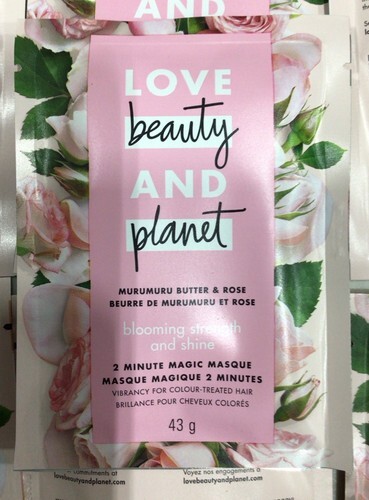 AND
LOVE
beauty
AND
planet
MURUMURU BUTTER & ROSE
BEURRE DE MURUMURU ET ROSE
blooming strength
and shine
2 MINUTE MAGIC MASQUE
MASQUE MAGIQUE 2 MINUTES
VIBRANCY FOR COLOUR-TREATED HAIR
BRILLANCE POUR CHEVEUX COLORÉS
43 g
commitments at
lovebeautyandplanet.com
Voyez nos engagements à
lovebeautyandplanet.com